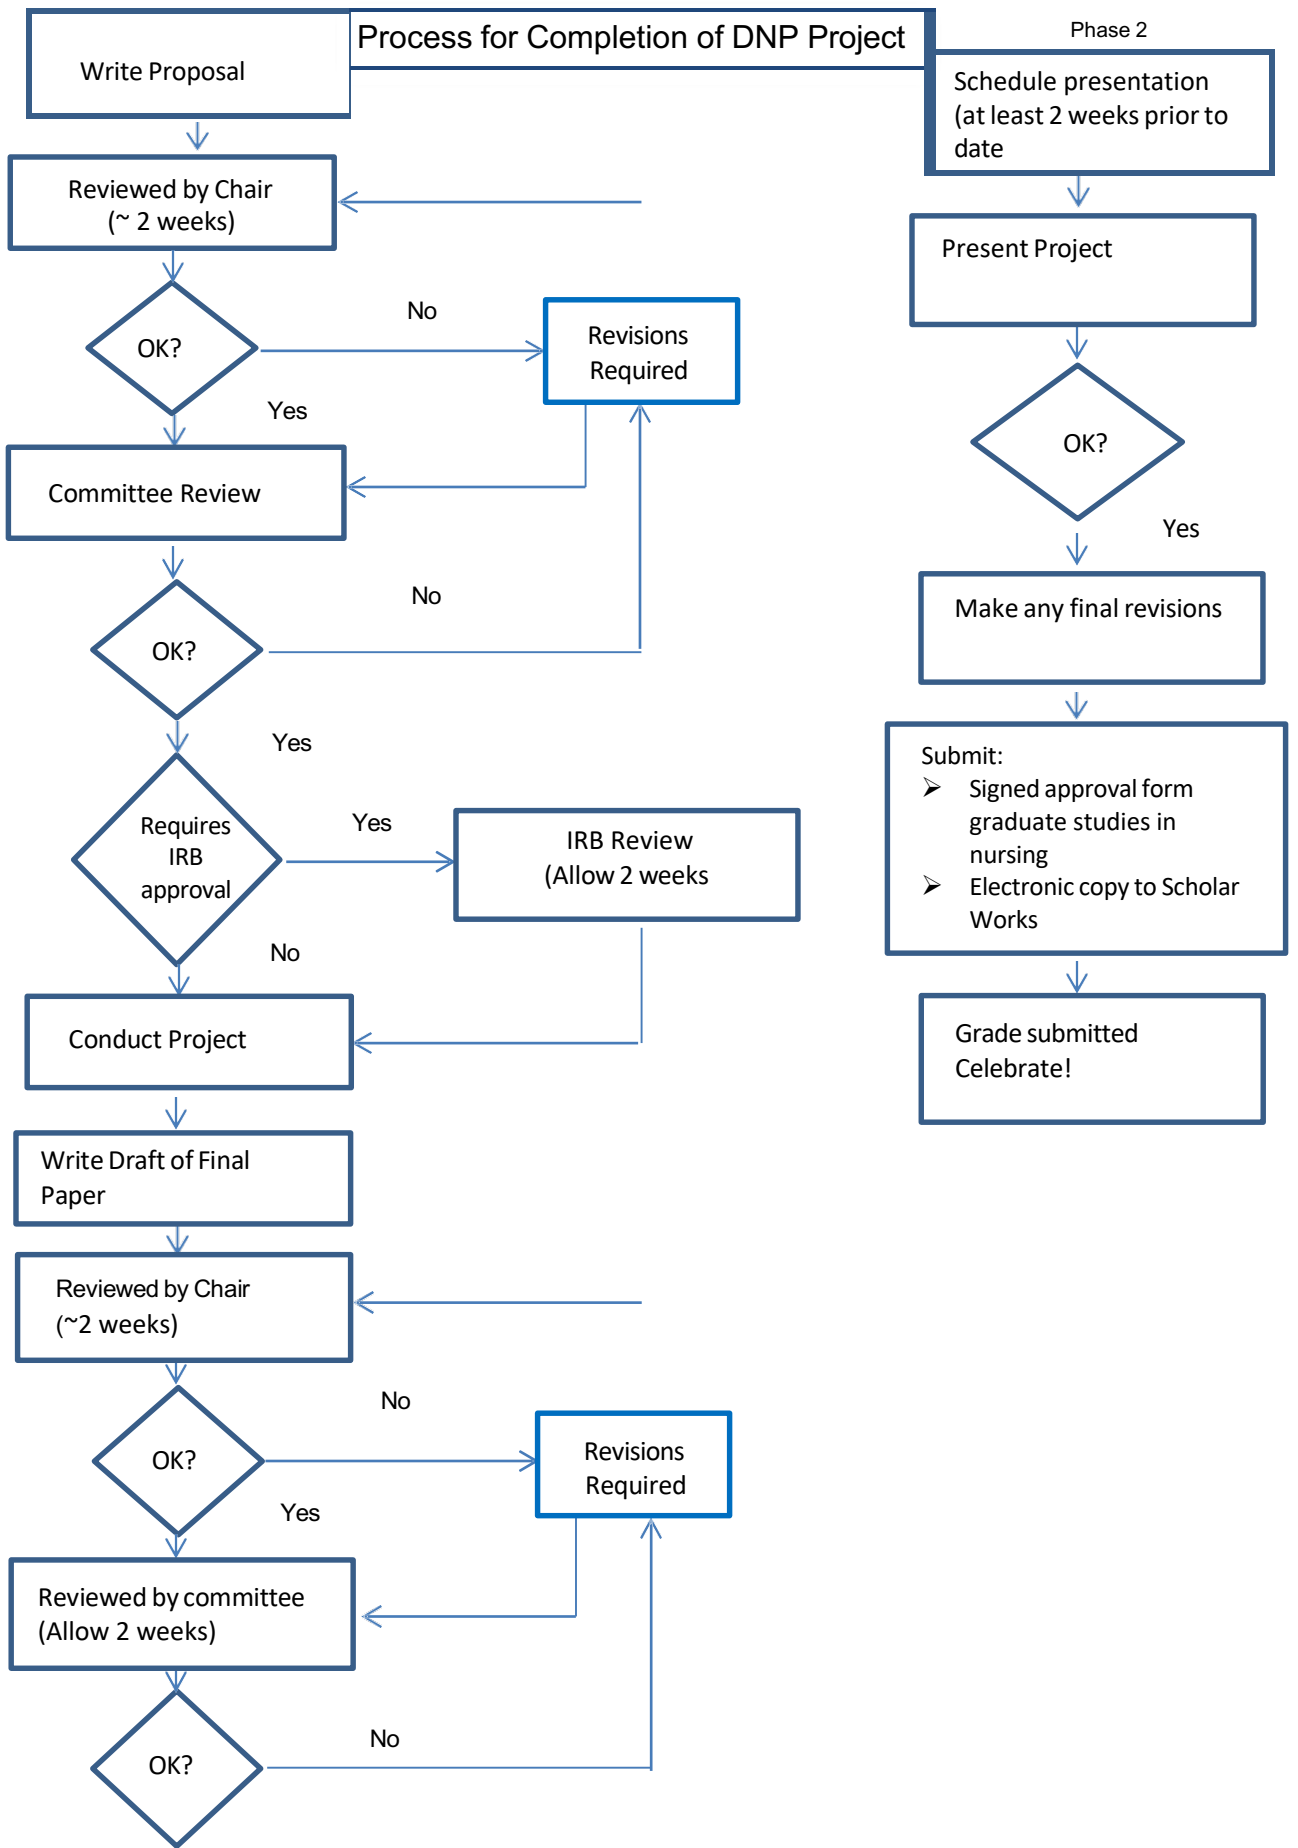 Process for Completion of DNP Project
Write Proposal
Reviewed by Chair
(~ 2 weeks)
OK?
No
Revisions
Required
Yes
Committee Review
OK?
No
Yes
Requires
IRB
approval
Yes
IRB Review
(Allow 2 weeks
No
Conduct Project
Write Draft of Final
Paper
Reviewed by Chair
(~2 weeks)
OK?
No
Revisions
Required
Yes
Reviewed by committee
(Allow 2 weeks)
OK?
No
Phase 2
Schedule presentation
(at least 2 weeks prior to
date
Present Project
OK?
Yes
Make any final revisions
Submit:
➢ Signed approval form
graduate studies in
nursing
➢ Electronic copy to Scholar
Works
Grade submitted
Celebrate!